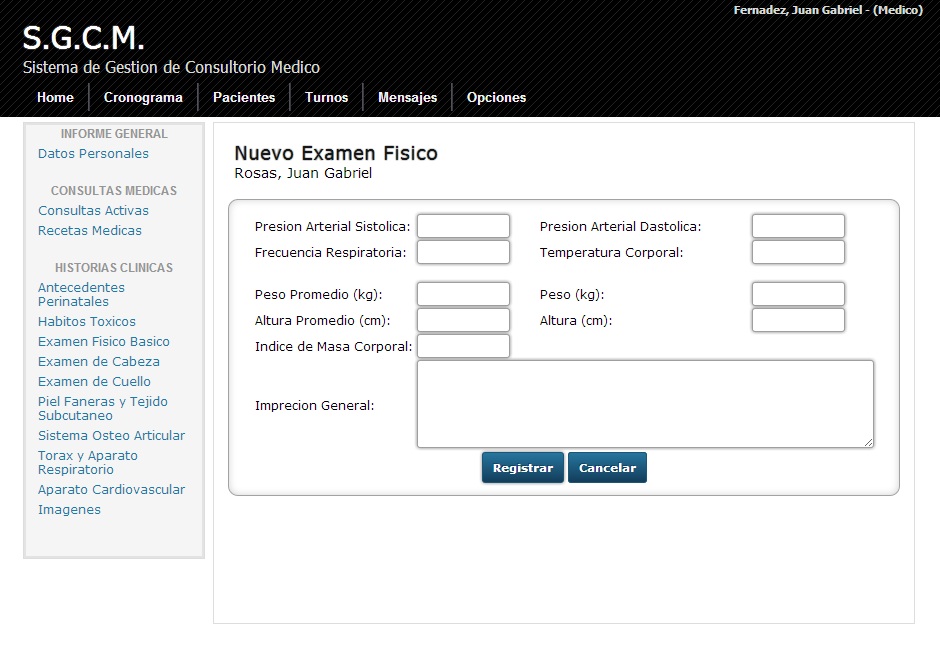 Fernadez, Juan Gabriel - (Medico)
S.G.C.M.
Sistema de Gestion de Consultorio Medico
Home Cronograma Pacientes Turnos Mensajes Opciones
INFORME GENERAL
Datos Personales
CONSULTAS MEDICAS
Consultas Activas
Recetas Medicas
HISTORIAS CLINICAS
Antecedentes
Perinatales
Habitos Toxicos
Examen Fisico Basico
Examen de Cabeza
Examen de Cuello
Piel Faneras y Tejido
Subcutaneo
Sistema Osteo Articular
Torax y Aparato
Respiratorio
Aparato Cardiovascular
Imagenes
Nuevo Examen Fisico
Rosas, Juan Gabriel
Presion Arterial Sistolica: Presion Arterial Dastolica:
Frecuencia Respiratoria: Temperatura Corporal:
Peso Promedio (kg): Peso (kg):
Altura Promedio (cm): Altura (cm):
Indice de Masa Corporal:
Imprecion General:
Registrar Cancelar